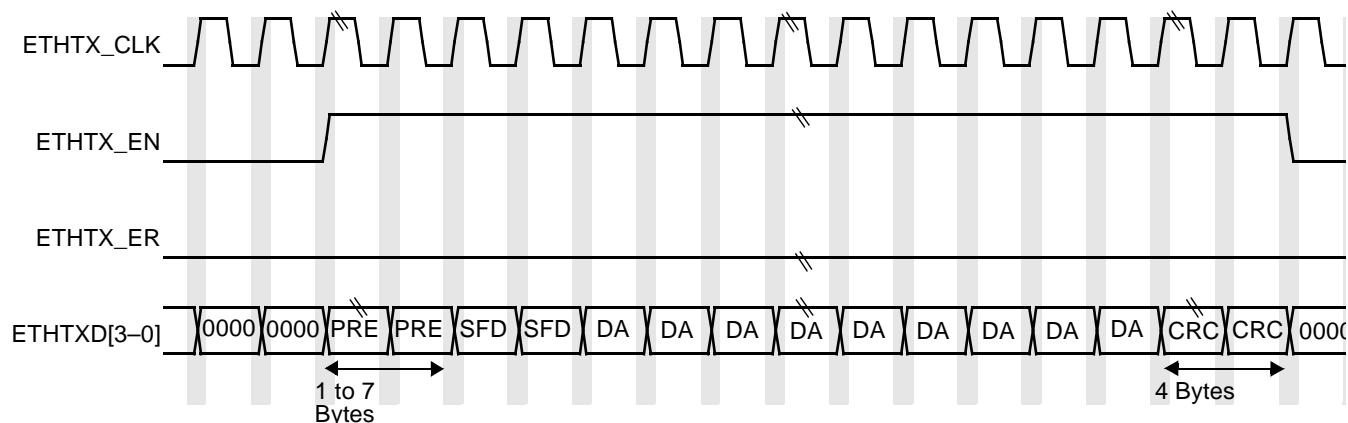 ETHTX_CLK
ETHTX_EN
ETHTX_ER
ETHTXD[3–0] 0000 0000 PRE PRE SFD SFD DA DA DA DA DA DA DA DA DA CRC CRC 0000
1 to 7 4 Bytes
Bytes